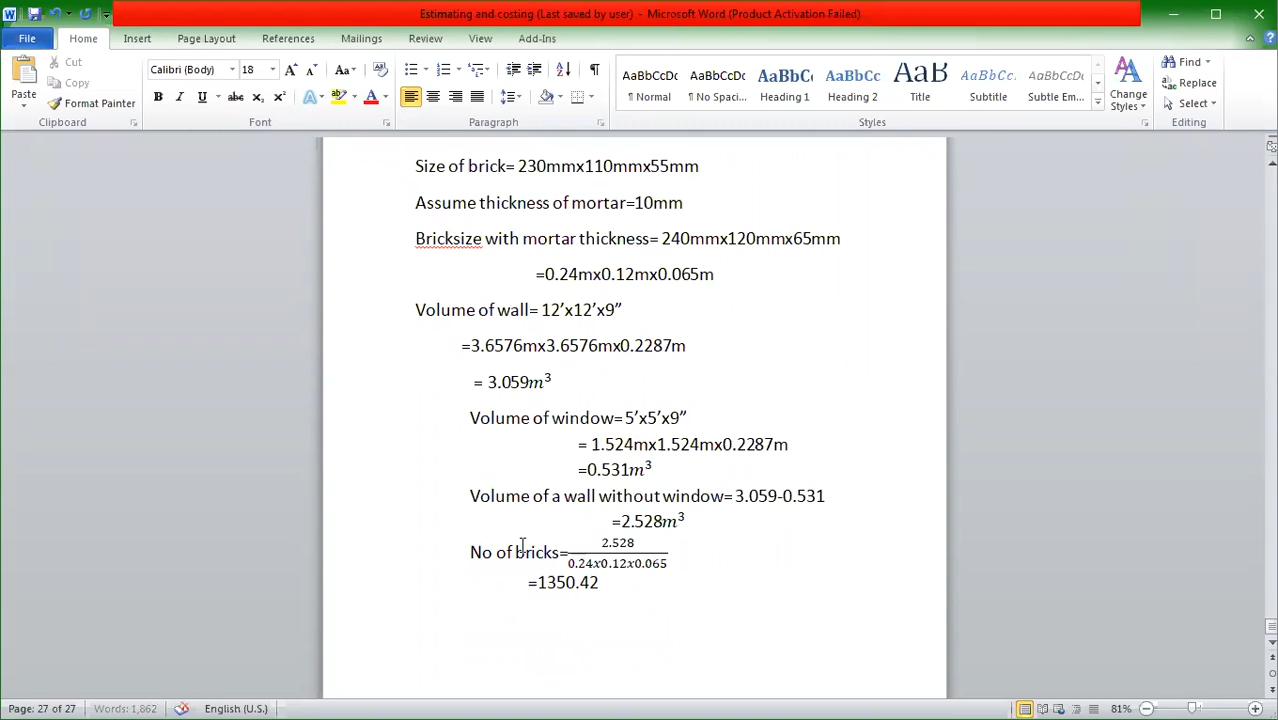 Estimating and costing (Last saved by user) - Microsoft Word (Product Activation Failed)
File Home Insert Page Layout References Mailings Review View Add-Ins
Cut
Calibri (Body) 18
Find
Copy
Replace
Paste
Format Painter
Change Styles
Select
AaBbCcDc AaBbCcDc AaBbCc AaBbCc AaB AaBbCcDc AaBbCcDc
¶ Normal ¶ No Spaci... Heading 1 Heading 2 Title Subtitle Subtle Em...
Clipboard Font Paragraph Styles Editing
Size of brick= 230mmx110mmx55mm
Assume thickness of mortar=10mm
Bricksize with mortar thickness= 240mmx120mmx65mm
=0.24mx0.12mx0.065m
Volume of wall= 12’x12’x9”
=3.6576mx3.6576mx0.2287m
= 3.059m³
Volume of window= 5’x5’x9”
= 1.524mx1.524mx0.2287m
=0.531m³
Volume of a wall without window= 3.059-0.531
=2.528m³
No of bricks= 2.528
0.24x0.12x0.065
=1350.42
Page: 27 of 27 Words: 1,862 English (U.S.) 81%